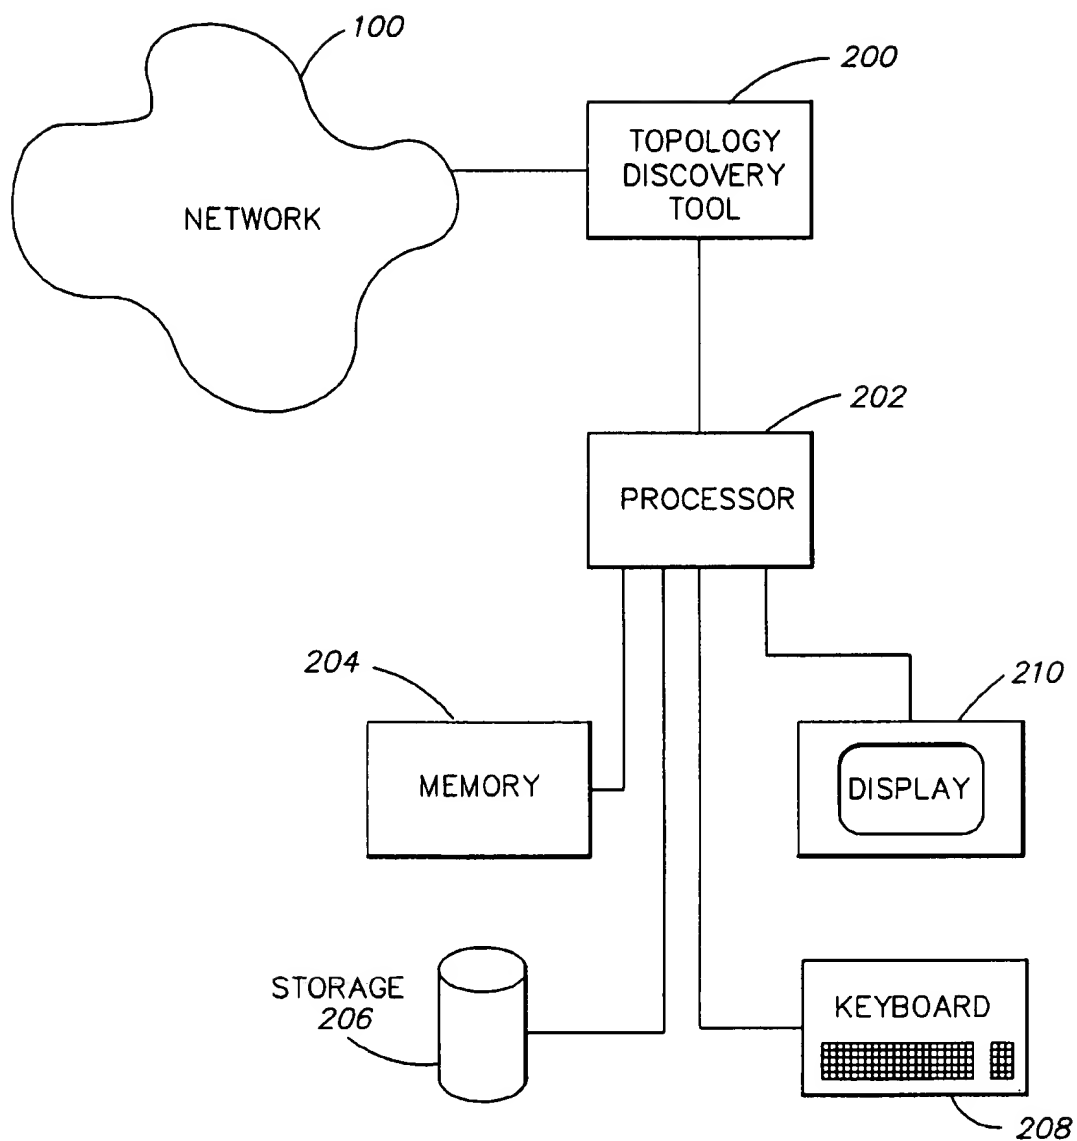 100
200
TOPOLOGY
DISCOVERY
TOOL
NETWORK
202
PROCESSOR
204
210
MEMORY
DISPLAY
STORAGE
206
KEYBOARD
208